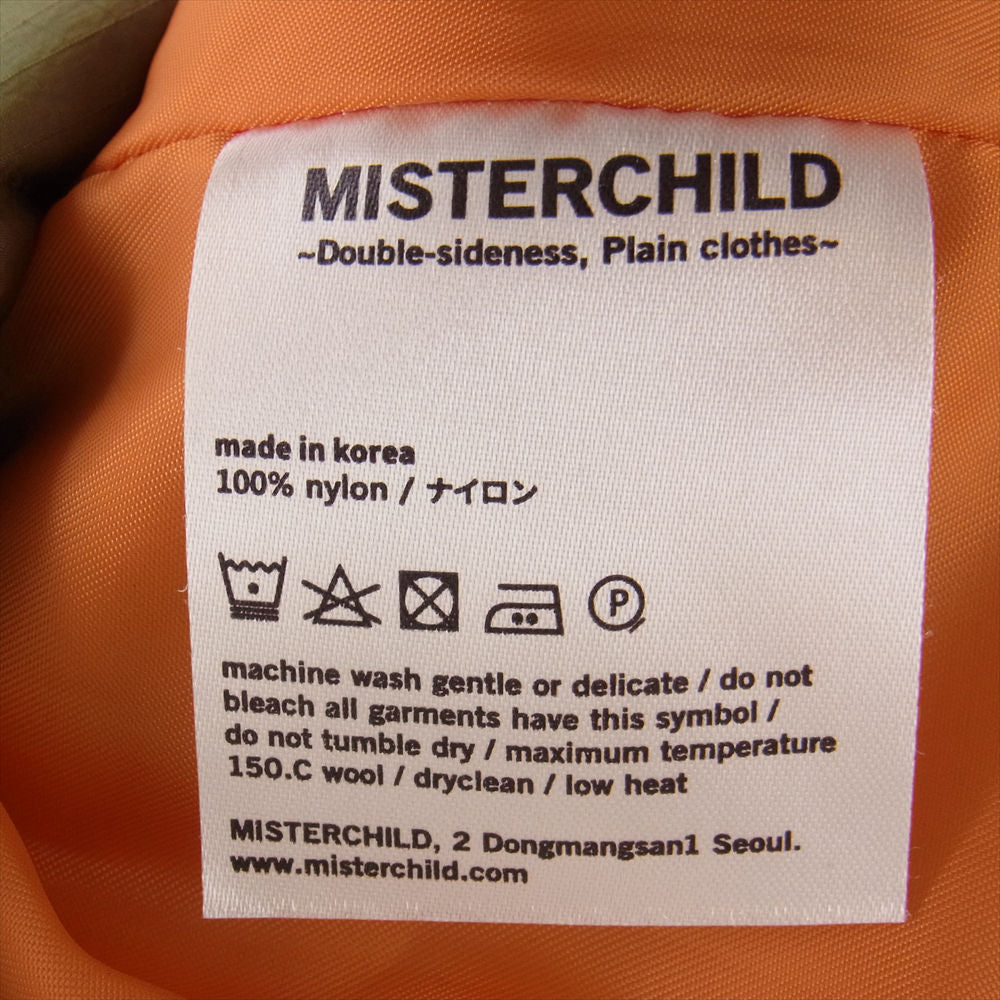 MISTERCHILD
~Double-sideness, Plain clothes~
made in korea
100% nylon / ナイロン
P
machine wash gentle or delicate / do not
bleach all garments have this symbol /
do not tumble dry / maximum temperature
150.C wool / dryclean / low heat
MISTERCHILD, 2 Dongmangsan1 Seoul.
www.misterchild.com